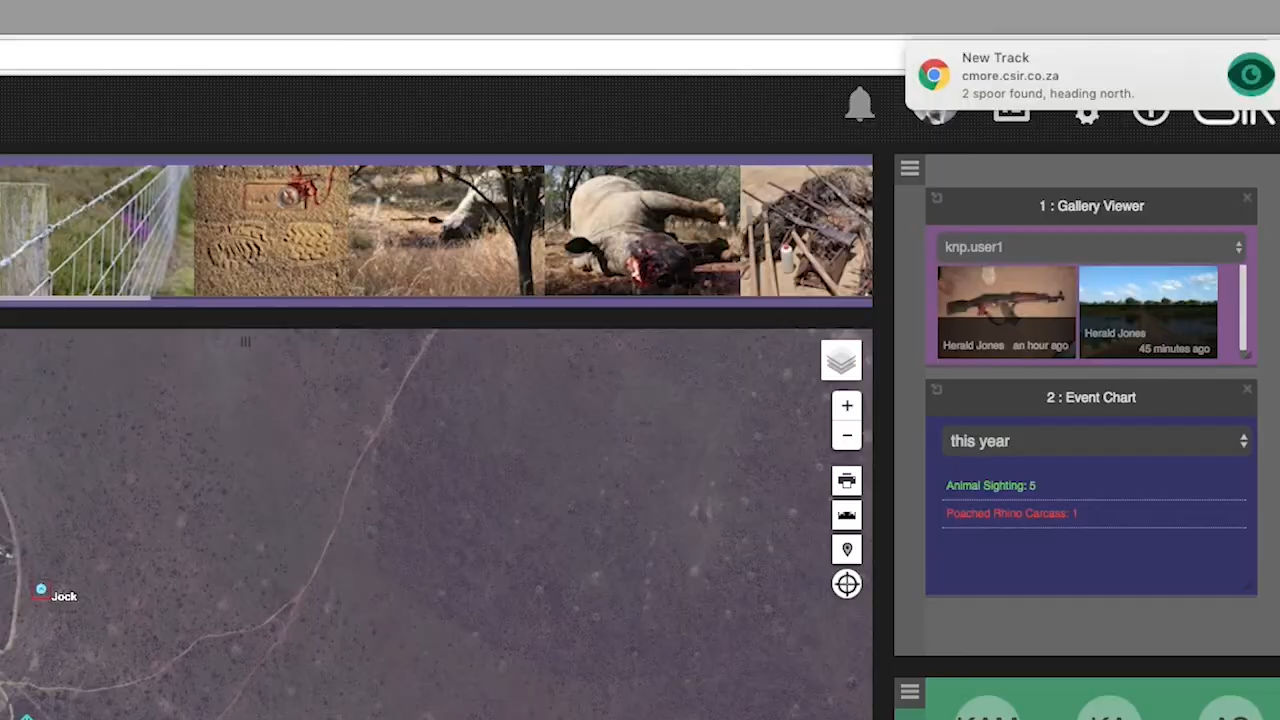 New Track
cmore.csir.co.za
2 spoor found, heading north.
1 : Gallery Viewer
knp.user1
Herald Jones an hour ago
Herald Jones
45 minutes ago
2 : Event Chart
this year
Animal Sighting: 5
Poached Rhino Carcass: 1
Jock